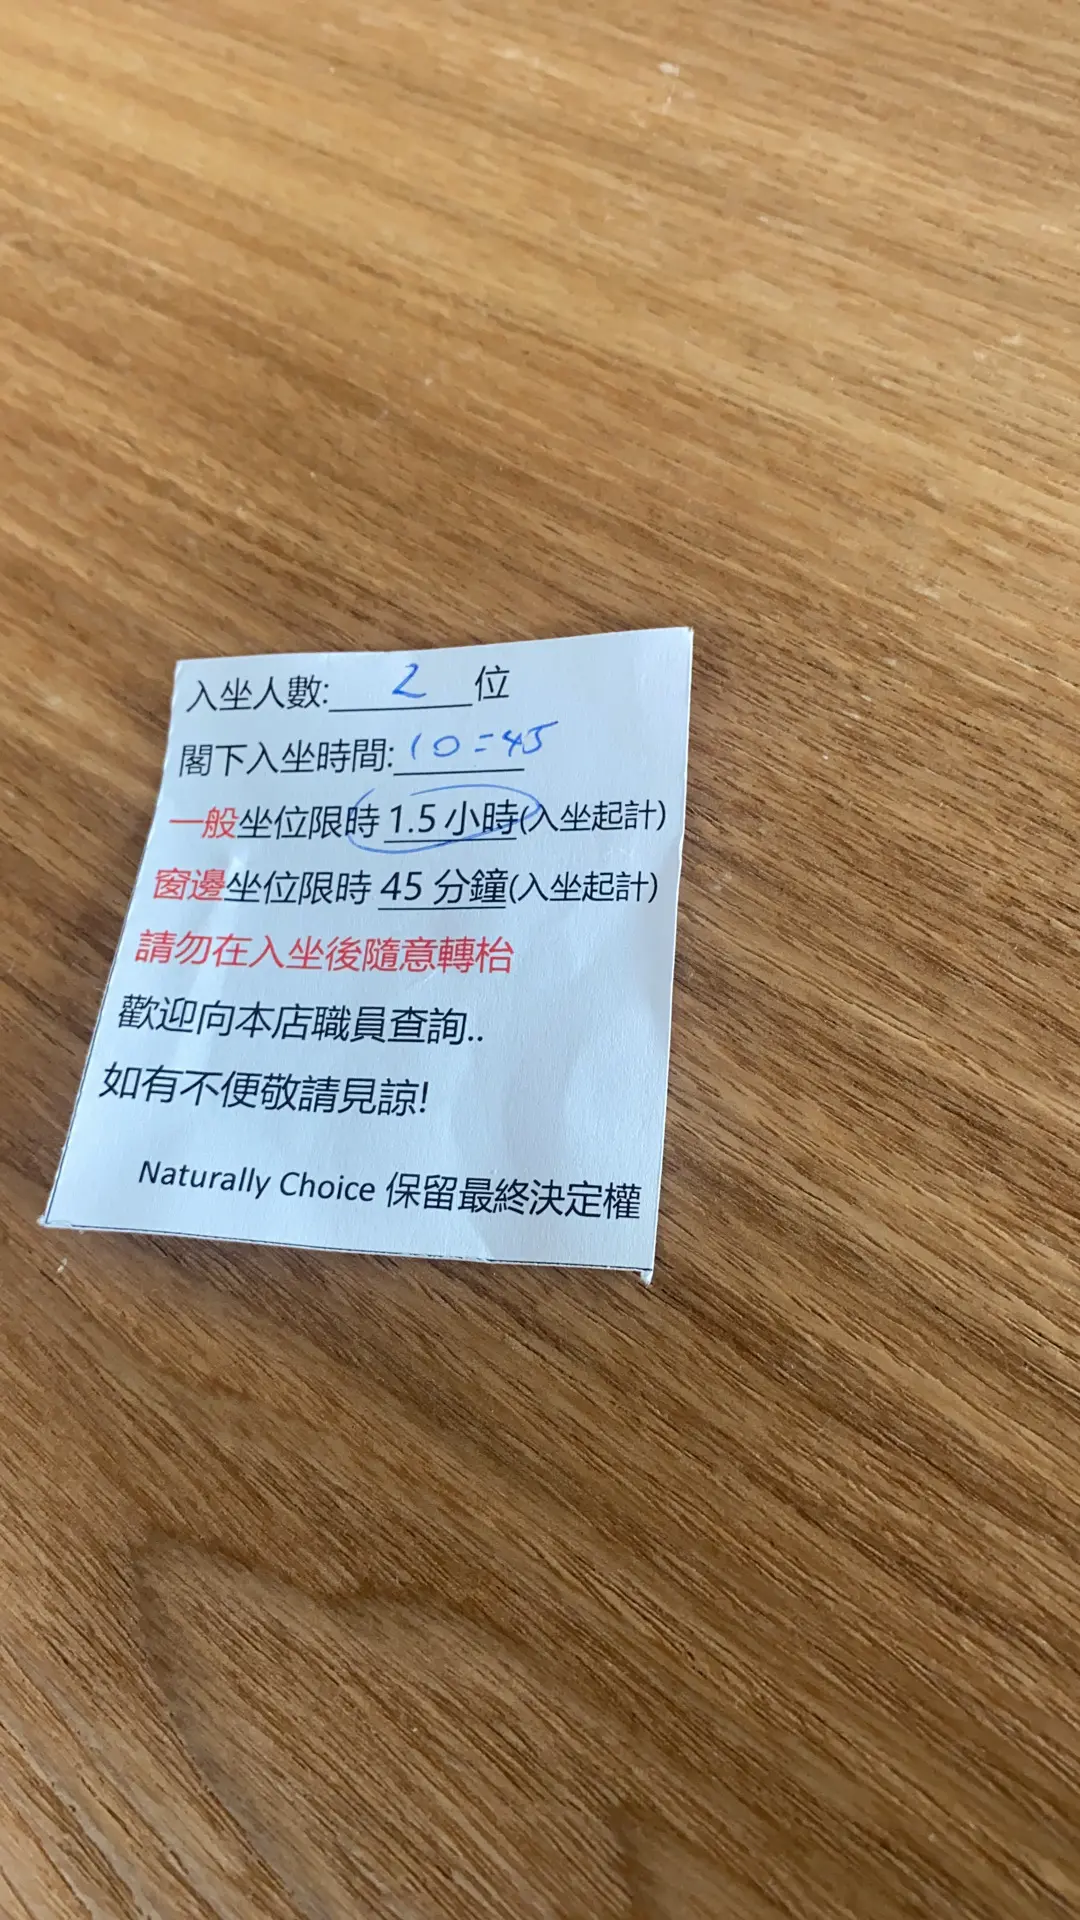 入坐人數: 2 位
閣下入坐時間: 10:45
一般坐位限時 1.5 小時(入坐起計)
窗邊坐位限時 45 分鐘(入坐起計)
請勿在入坐後隨意轉枱
歡迎向本店職員查詢..
如有不便敬請見諒!
Naturally Choice 保留最終決定權